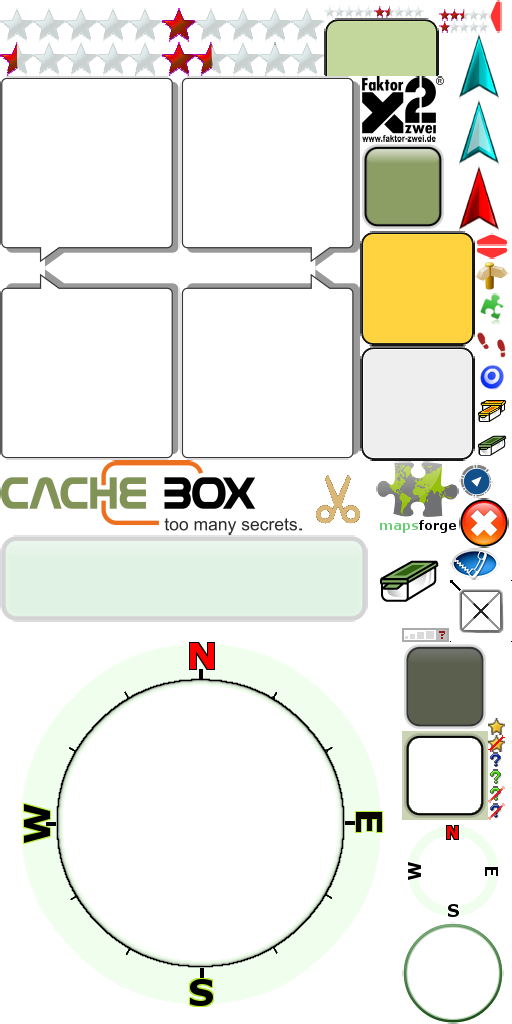 Faktor
x2®
zwei
www.faktor-zwei.de
CACHE BOX
too many secrets.
mapsforge
?
N
W
E
S
?
?
?
?
N
W
E
S